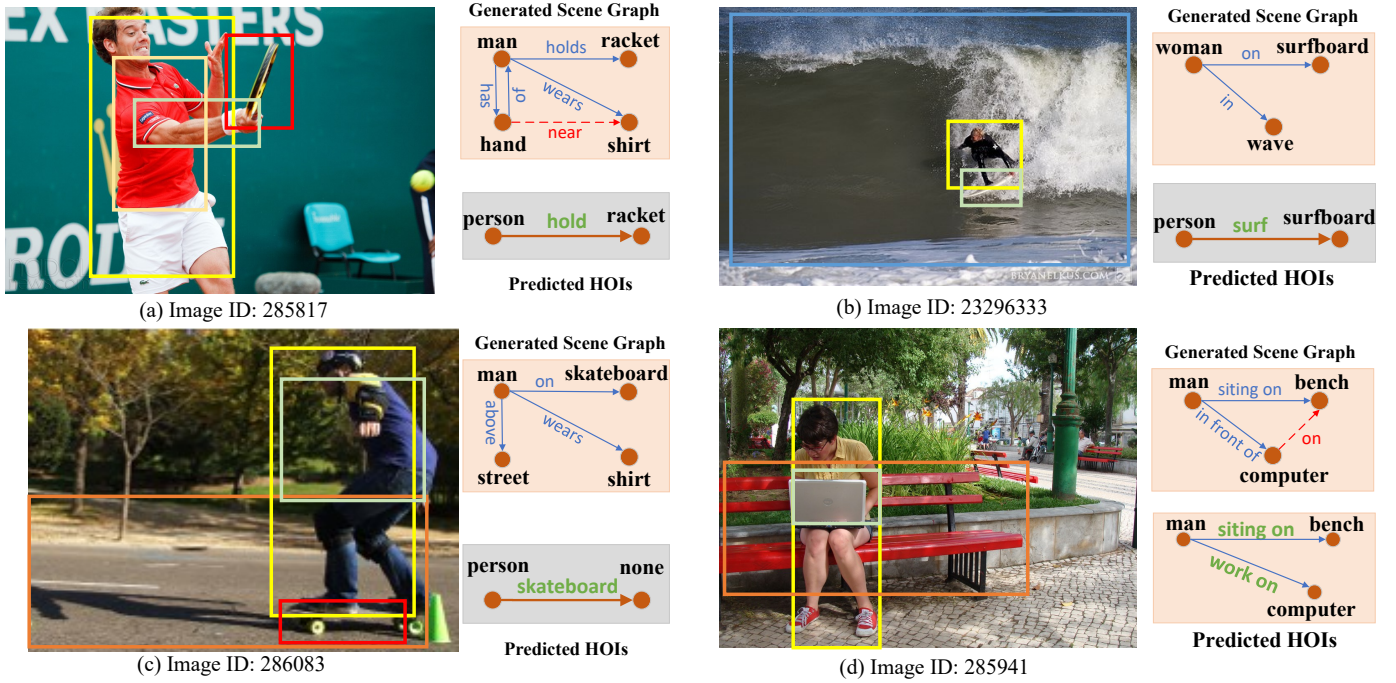 EX MASTERS
ROD
Generated Scene Graph
man
holds
racket
has
of
wears
hand
near
shirt
person
hold
racket
Predicted HOIs
(a) Image ID: 285817
BRYANELKUS.COM
Generated Scene Graph
woman
on
surfboard
in
wave
person
surf
surfboard
Predicted HOIs
(b) Image ID: 23296333
Generated Scene Graph
man
on
skateboard
above
wears
street
shirt
person
skateboard
none
Predicted HOIs
(c) Image ID: 286083
Generated Scene Graph
man
siting on
bench
in front of
on
computer
man
siting on
bench
work on
computer
Predicted HOIs
(d) Image ID: 285941